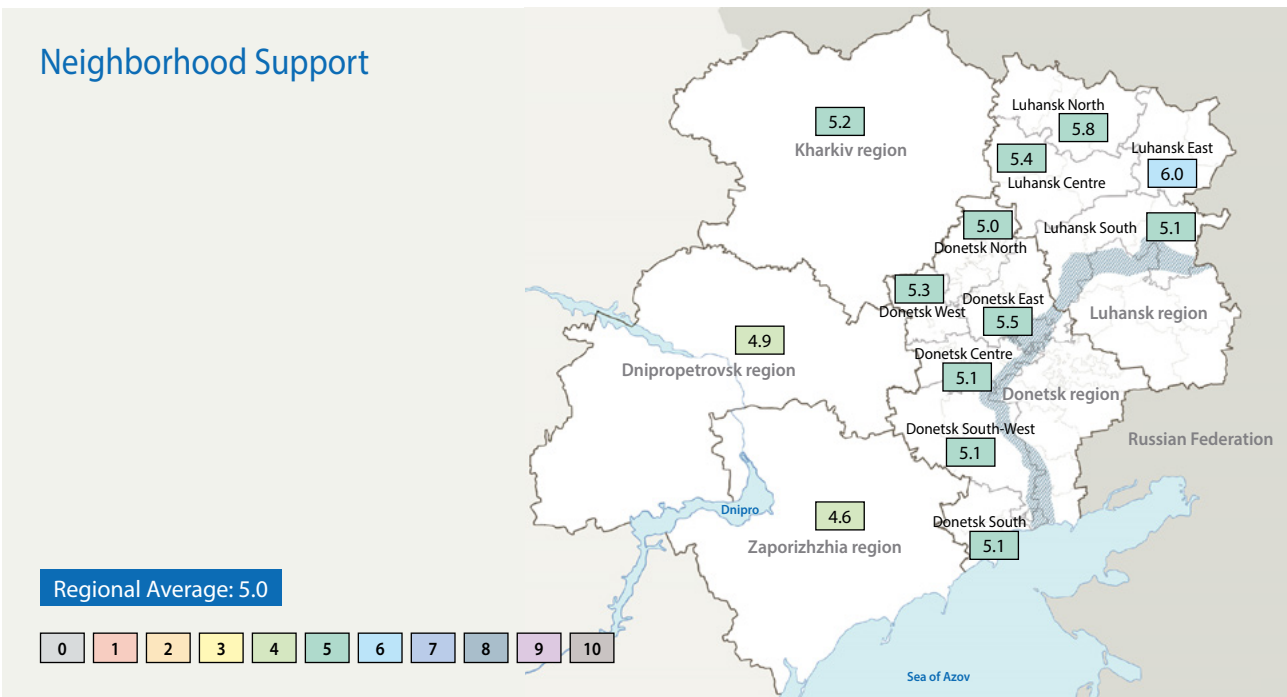 Neighborhood Support
Luhansk North
5.8
5.2
Kharkiv region
Luhansk East
6.0
5.4
Luhansk Centre
5.0
Donetsk North
Luhansk South
5.1
5.3
Donetsk West
Donetsk East
5.5
Luhansk region
4.9
Dnipropetrovsk region
Donetsk Centre
5.1
Donetsk region
Donetsk South-West
5.1
Russian Federation
Dnipro
4.6
Zaporizhzhia region
Donetsk South
5.1
Regional Average: 5.0
0 1 2 3 4 5 6 7 8 9 10
Sea of Azov